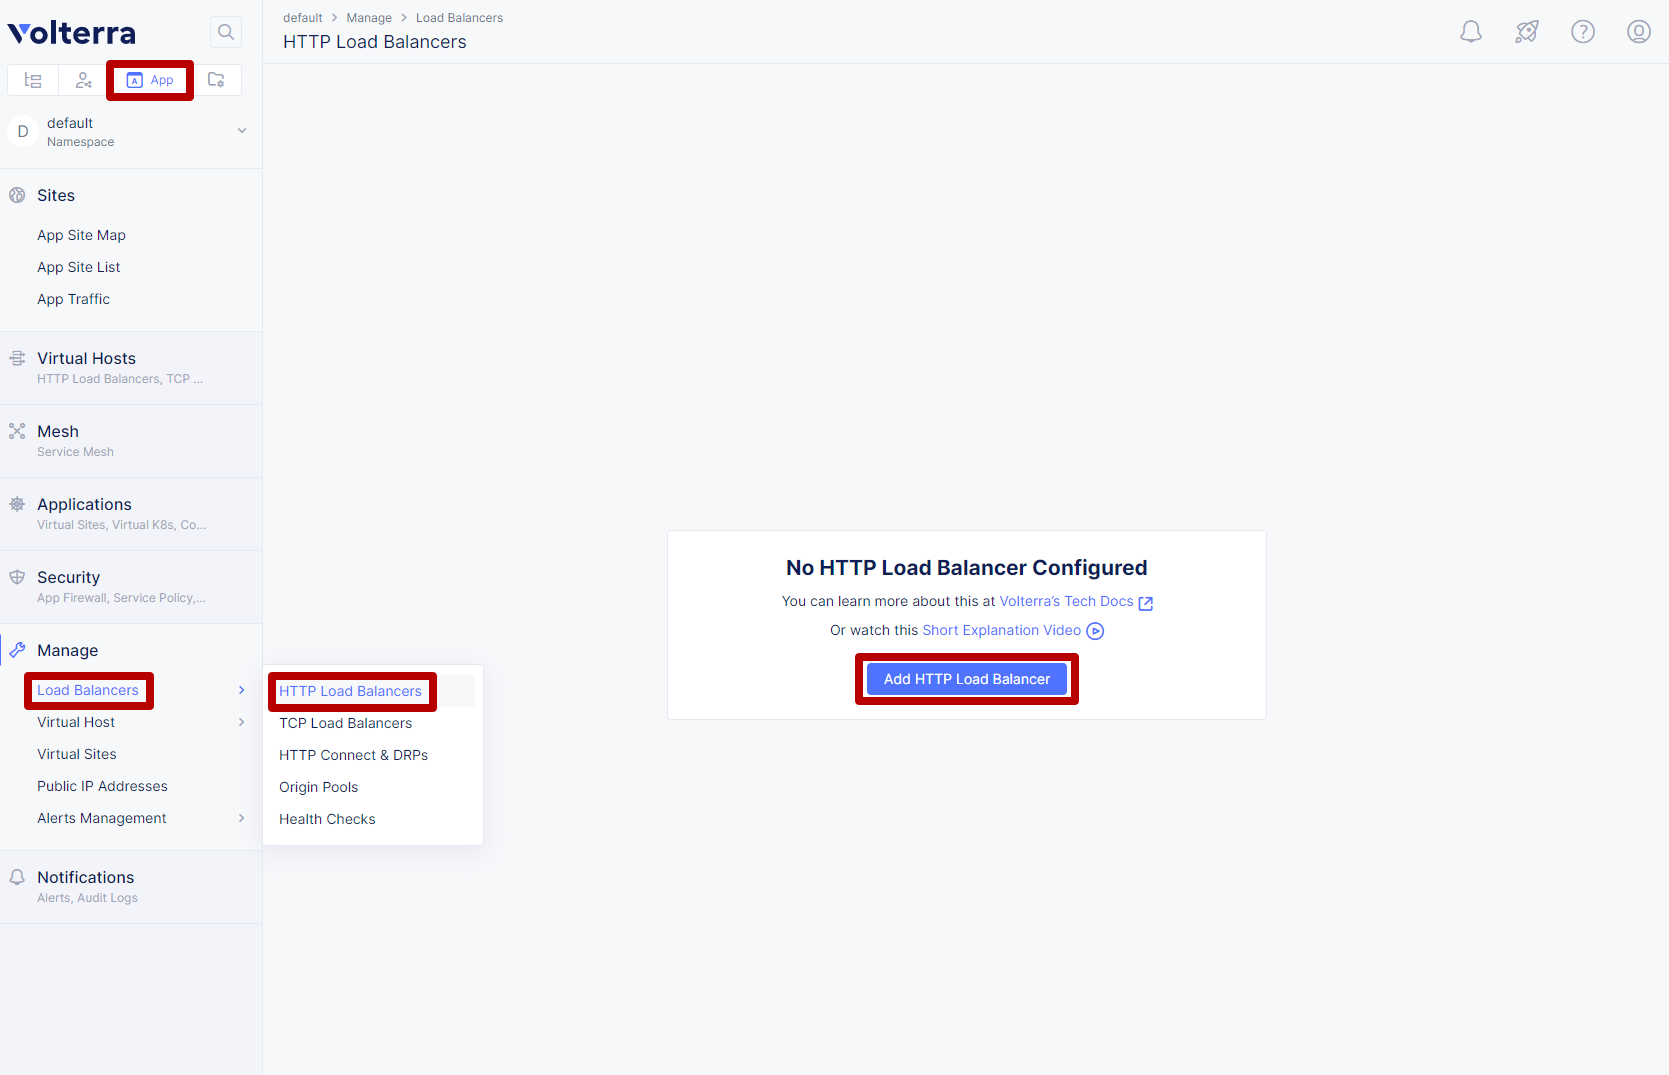 Volterra
default > Manage > Load Balancers
HTTP Load Balancers
A App
D
default
Namespace
Sites
App Site Map
App Site List
App Traffic
Virtual Hosts
HTTP Load Balancers, TCP ...
Mesh
Service Mesh
Applications
Virtual Sites, Virtual K8s, Co...
Security
App Firewall, Service Policy,...
Manage
Load Balancers
Virtual Host
Virtual Sites
Public IP Addresses
Alerts Management
Notifications
Alerts, Audit Logs
HTTP Load Balancers
TCP Load Balancers
HTTP Connect & DRPs
Origin Pools
Health Checks
No HTTP Load Balancer Configured
You can learn more about this at Volterra's Tech Docs
Or watch this Short Explanation Video
Add HTTP Load Balancer